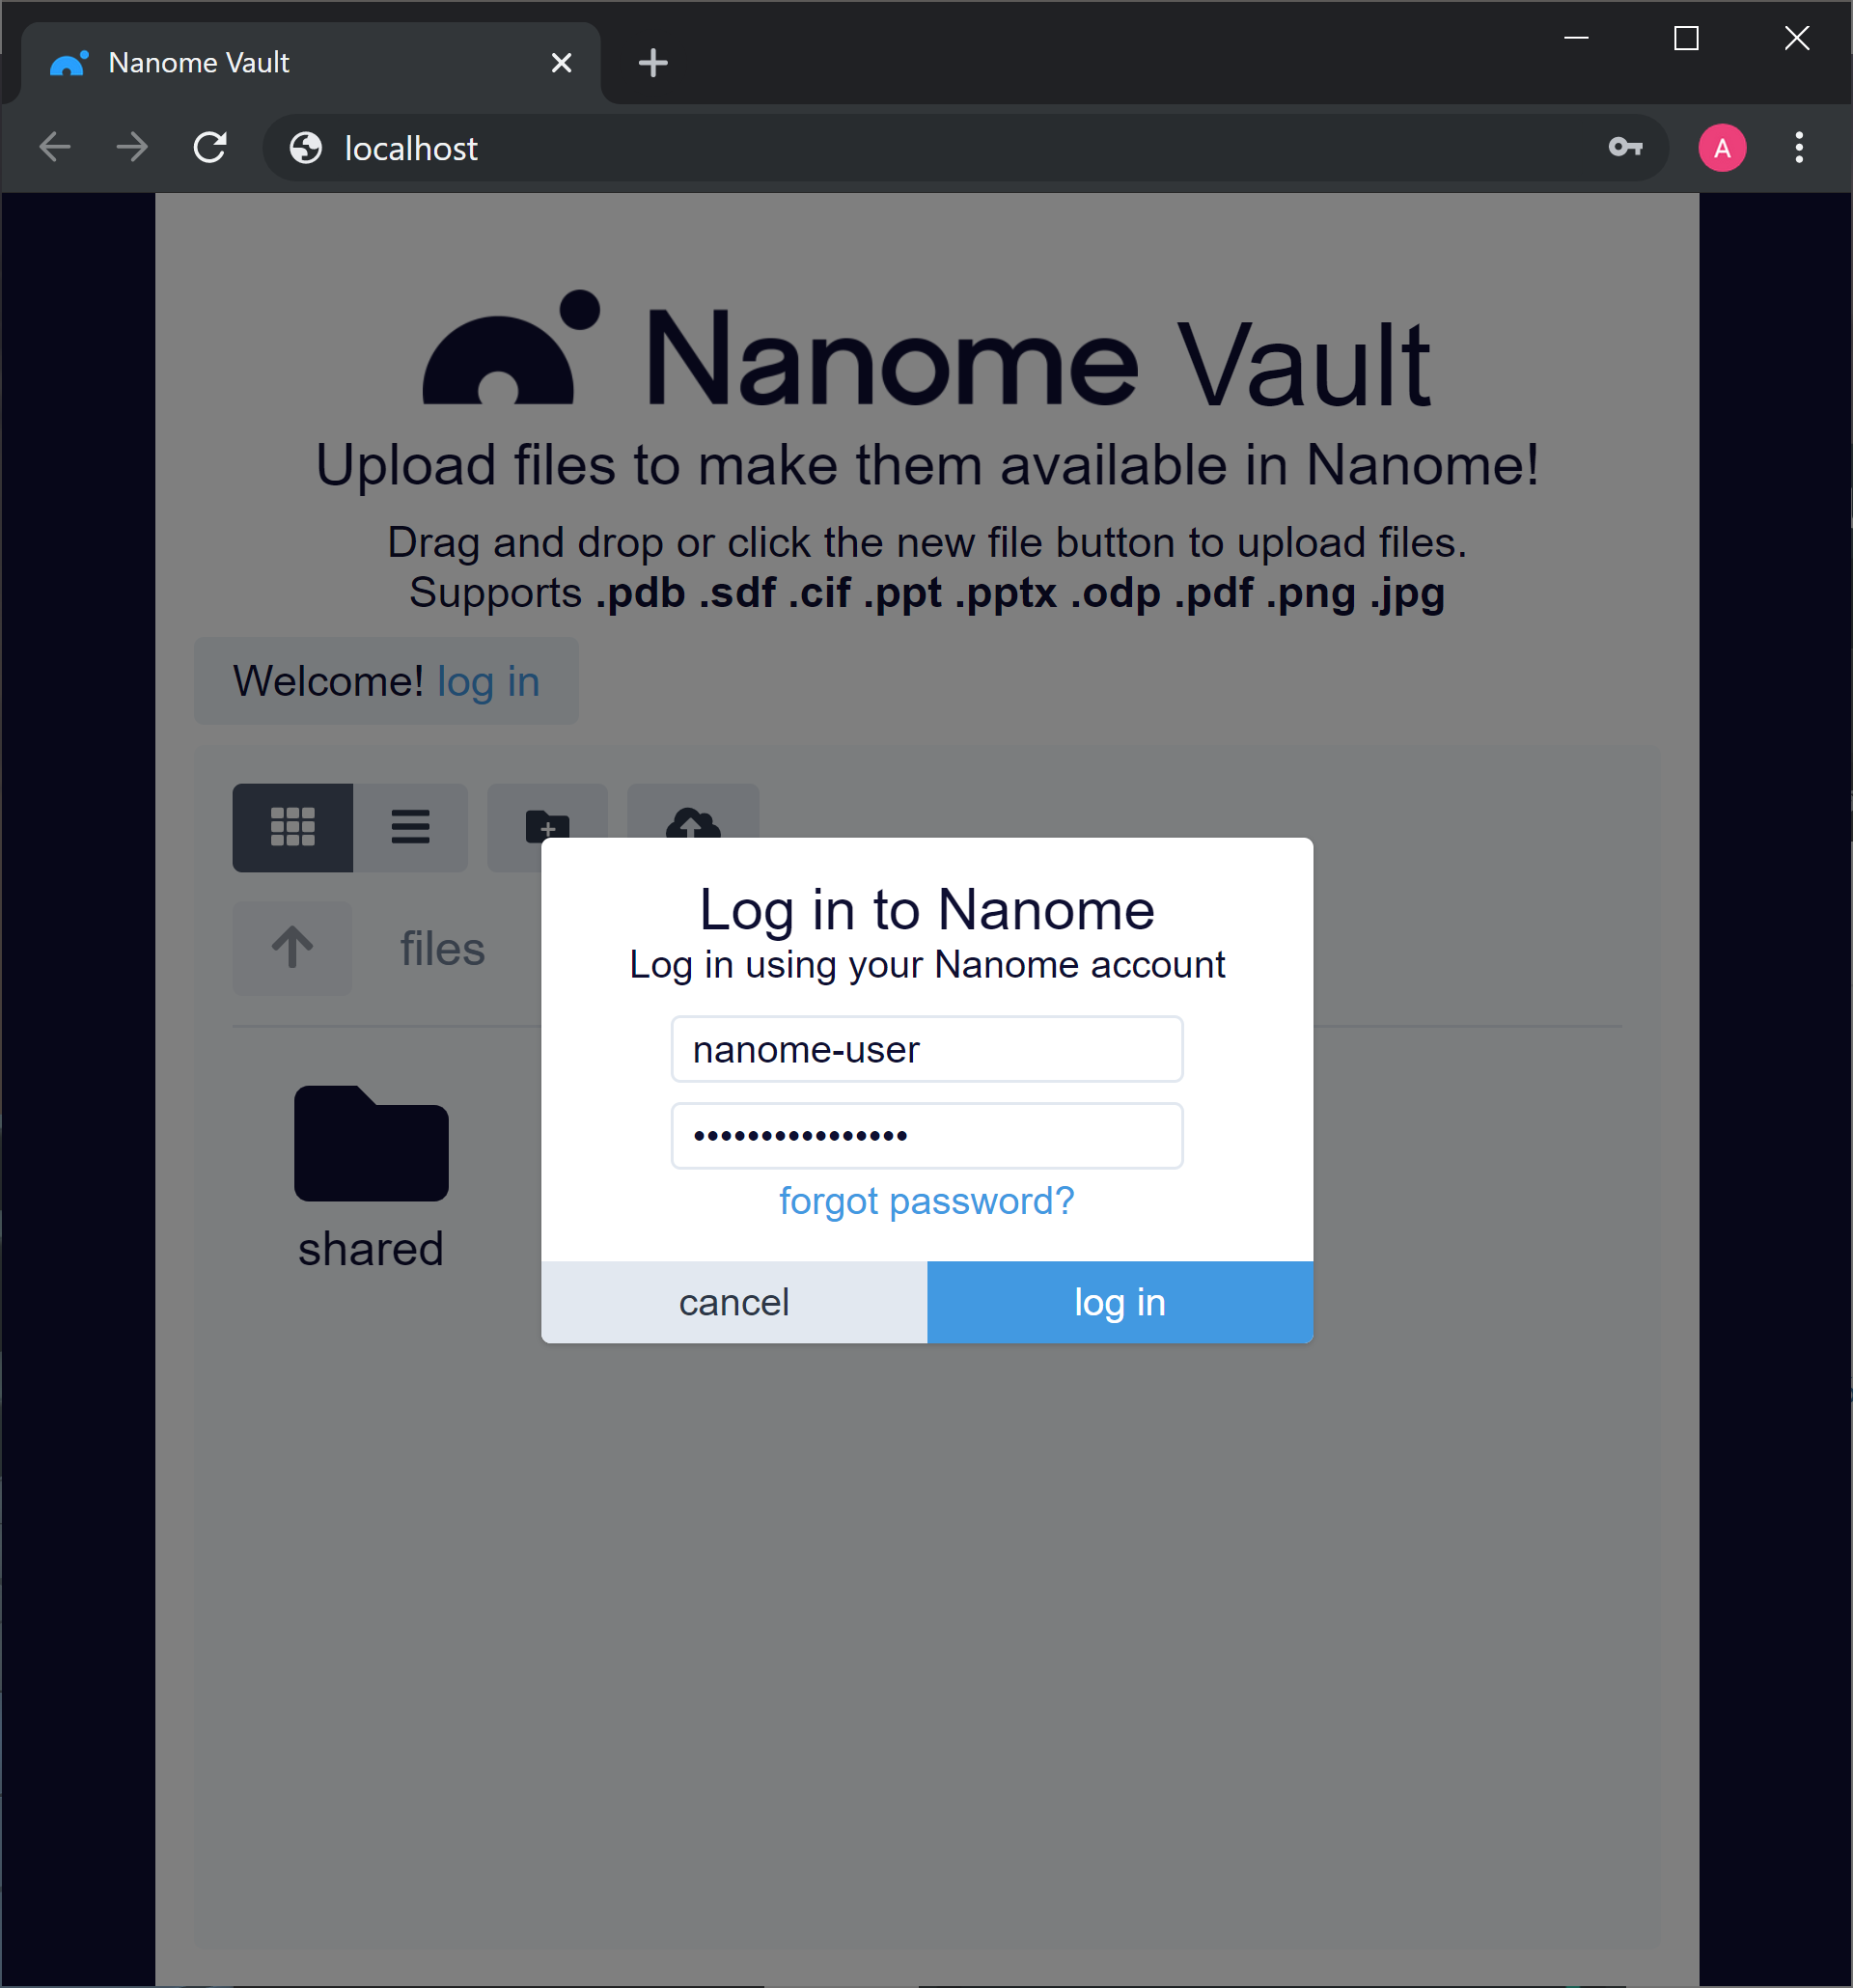 Nanome Vault
localhost
A
Nanome Vault
Upload files to make them available in Nanome!
Drag and drop or click the new file button to upload files.
Supports .pdb .sdf .cif .ppt .pptx .odp .pdf .png .jpg
Welcome! log in
files
Log in to Nanome
Log in using your Nanome account
nanome-user
••••••••••••••••
forgot password?
shared
cancel
log in